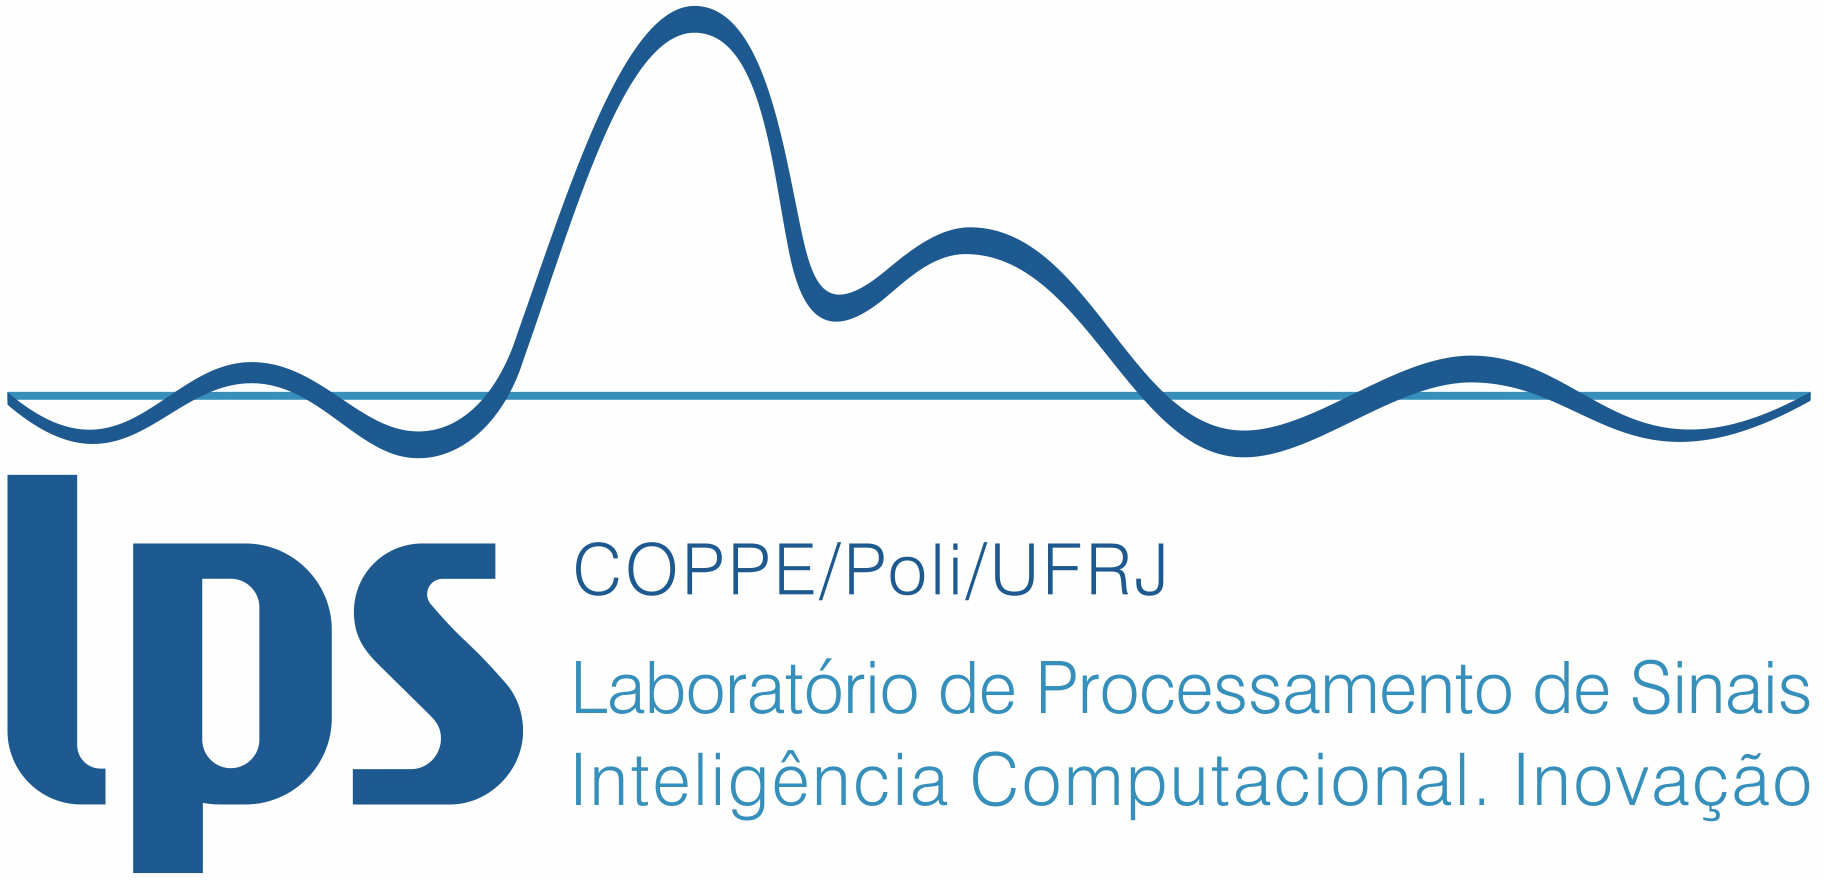 lps
COPPE/Poli/UFRJ
Laboratório de Processamento de Sinais
Inteligência Computacional. Inovação